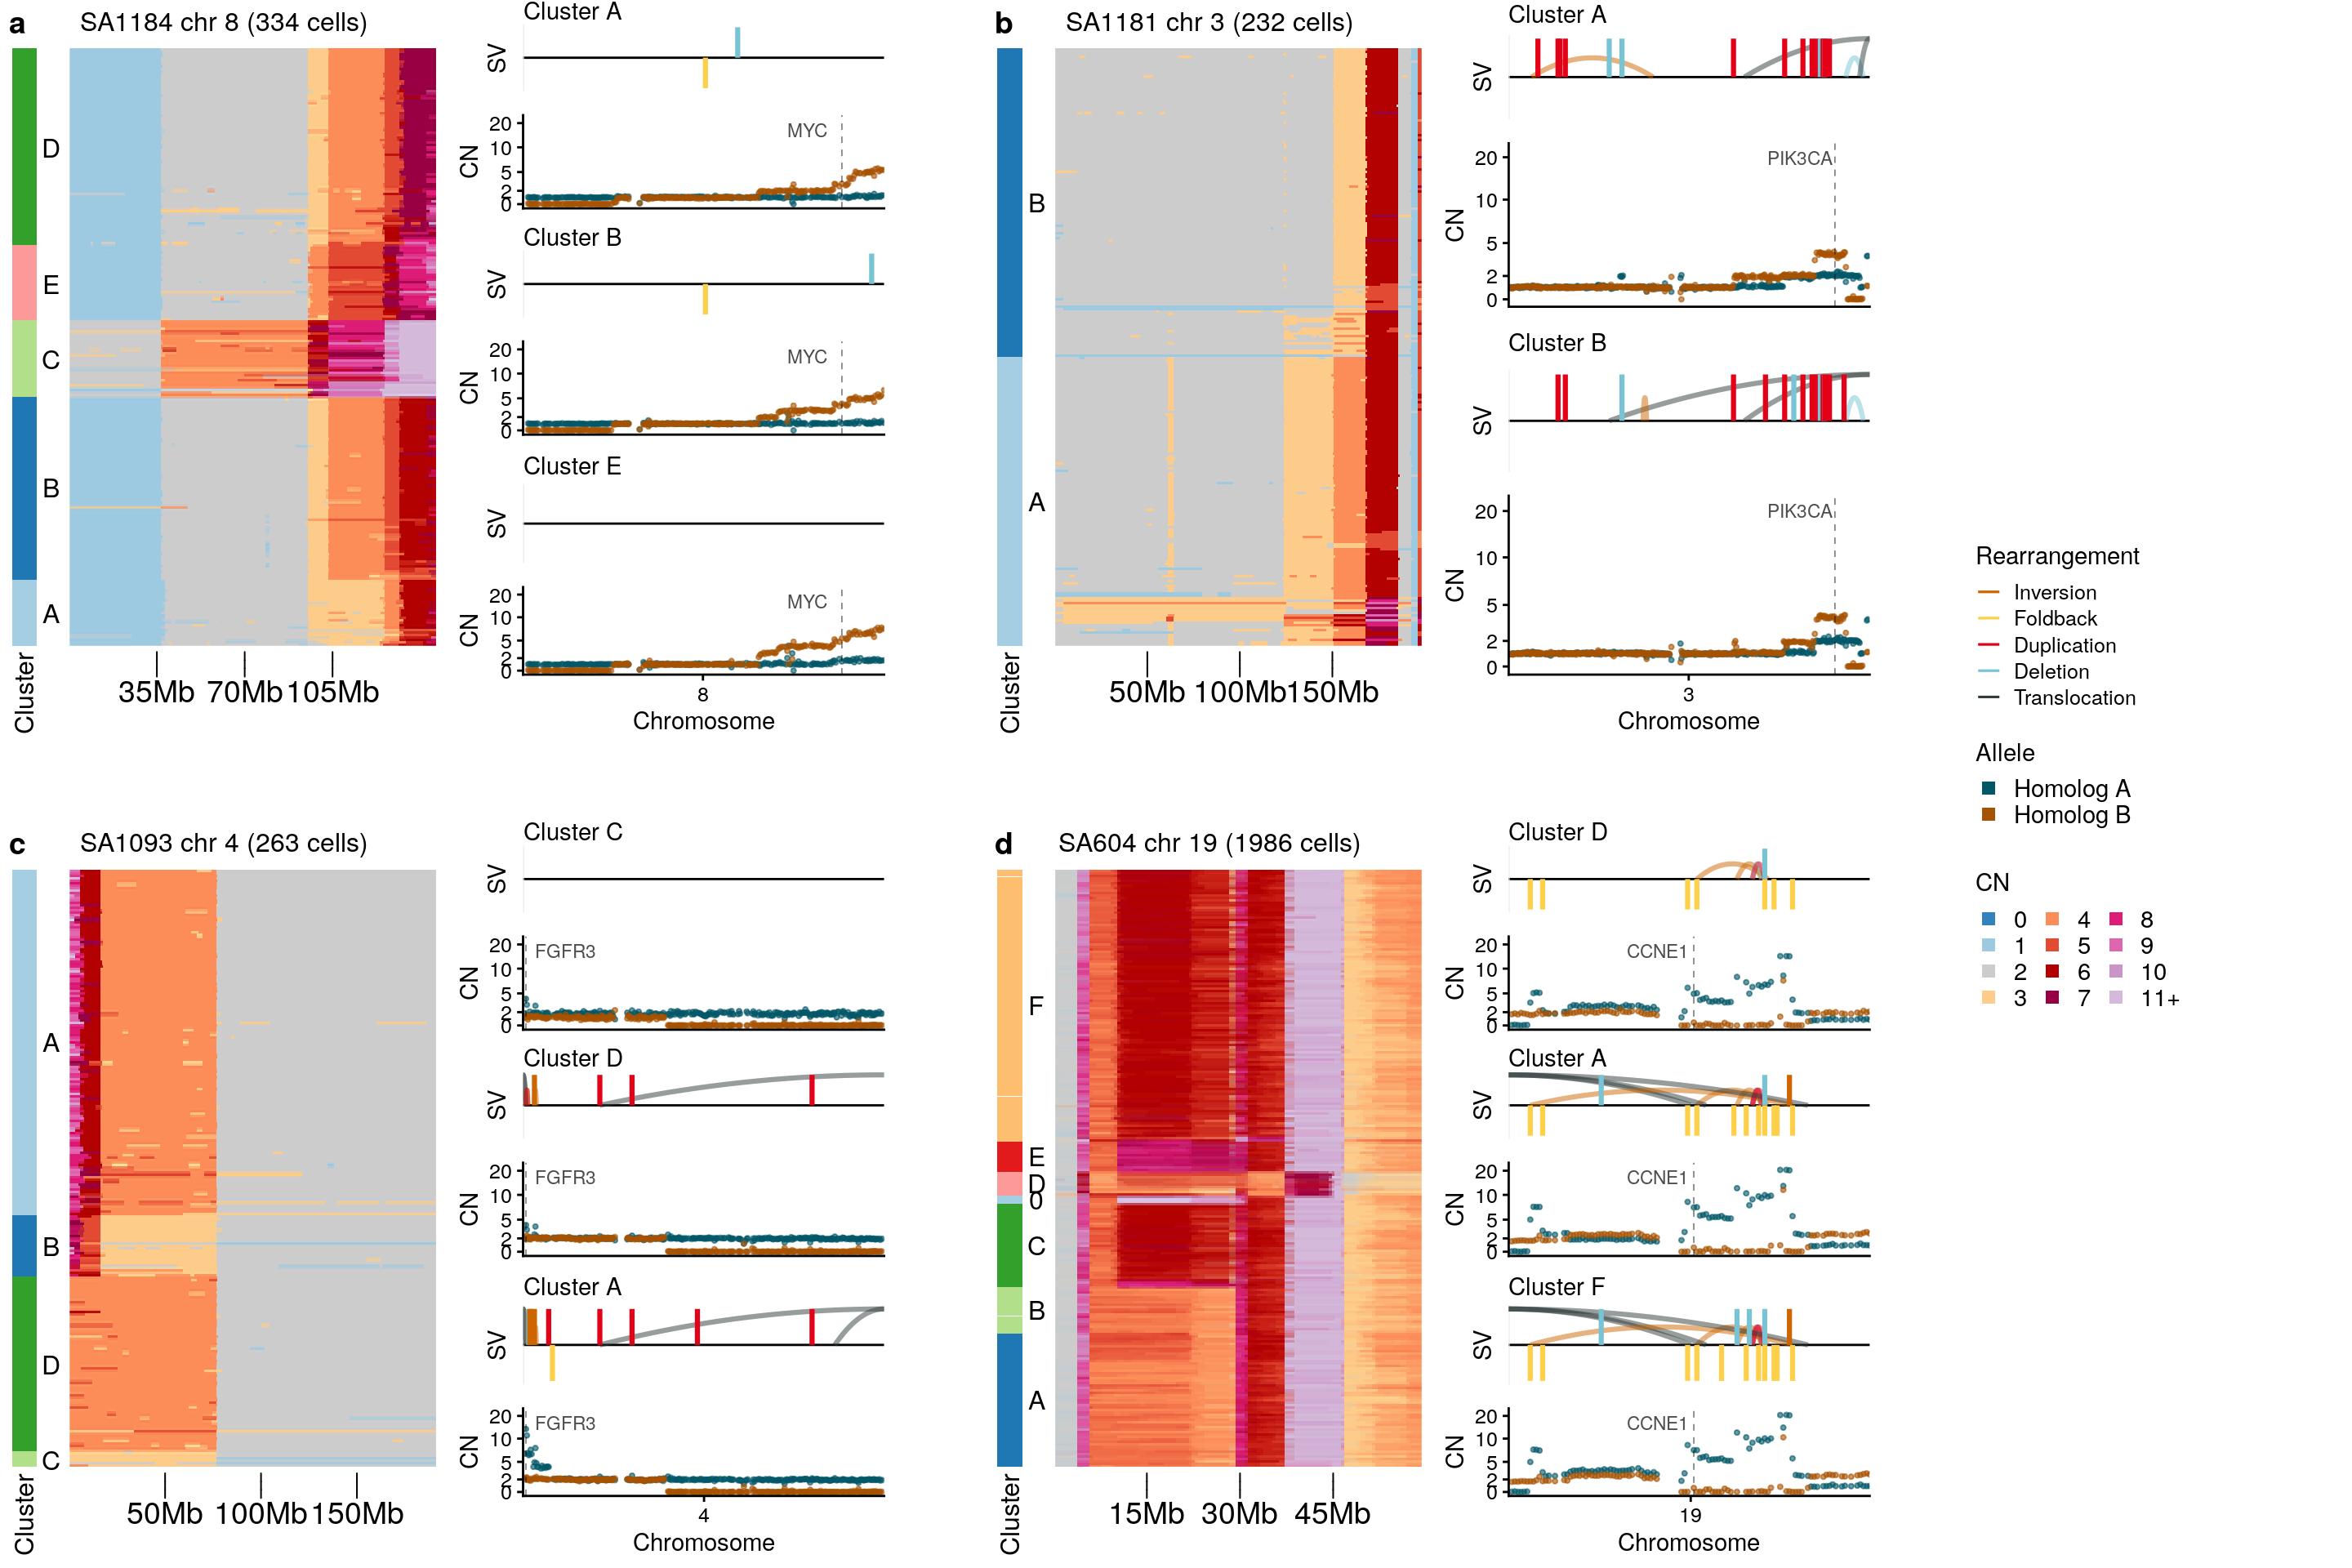 a
SA1184 chr 8 (334 cells)
D
E
C
B
A
Cluster
35Mb 70Mb 105Mb
Cluster A
SV
CN
20
10
5
2
0
MYC
Cluster B
SV
CN
20
10
5
2
0
MYC
Cluster E
SV
CN
20
10
5
2
0
MYC
8
Chromosome
b
SA1181 chr 3 (232 cells)
B
A
Cluster
50Mb 100Mb 150Mb
Cluster A
SV
CN
20
10
5
2
0
PIK3CA
Cluster B
SV
CN
20
10
5
2
0
PIK3CA
3
Chromosome
Rearrangement
Inversion
Foldback
Duplication
Deletion
Translocation
Allele
Homolog A
Homolog B
CN
0 4 8
1 5 9
2 6 10
3 7 11+
c
SA1093 chr 4 (263 cells)
A
B
D
C
Cluster
50Mb 100Mb 150Mb
Cluster C
SV
CN
20
10
5
2
0
FGFR3
Cluster D
SV
CN
20
10
5
2
0
FGFR3
Cluster A
SV
CN
20
10
5
2
0
FGFR3
4
Chromosome
d
SA604 chr 19 (1986 cells)
F
E
D
0
C
B
A
Cluster
15Mb 30Mb 45Mb
Cluster D
SV
CN
20
10
5
2
0
CCNE1
Cluster A
SV
CN
20
10
5
2
0
CCNE1
Cluster F
SV
CN
20
10
5
2
0
CCNE1
19
Chromosome